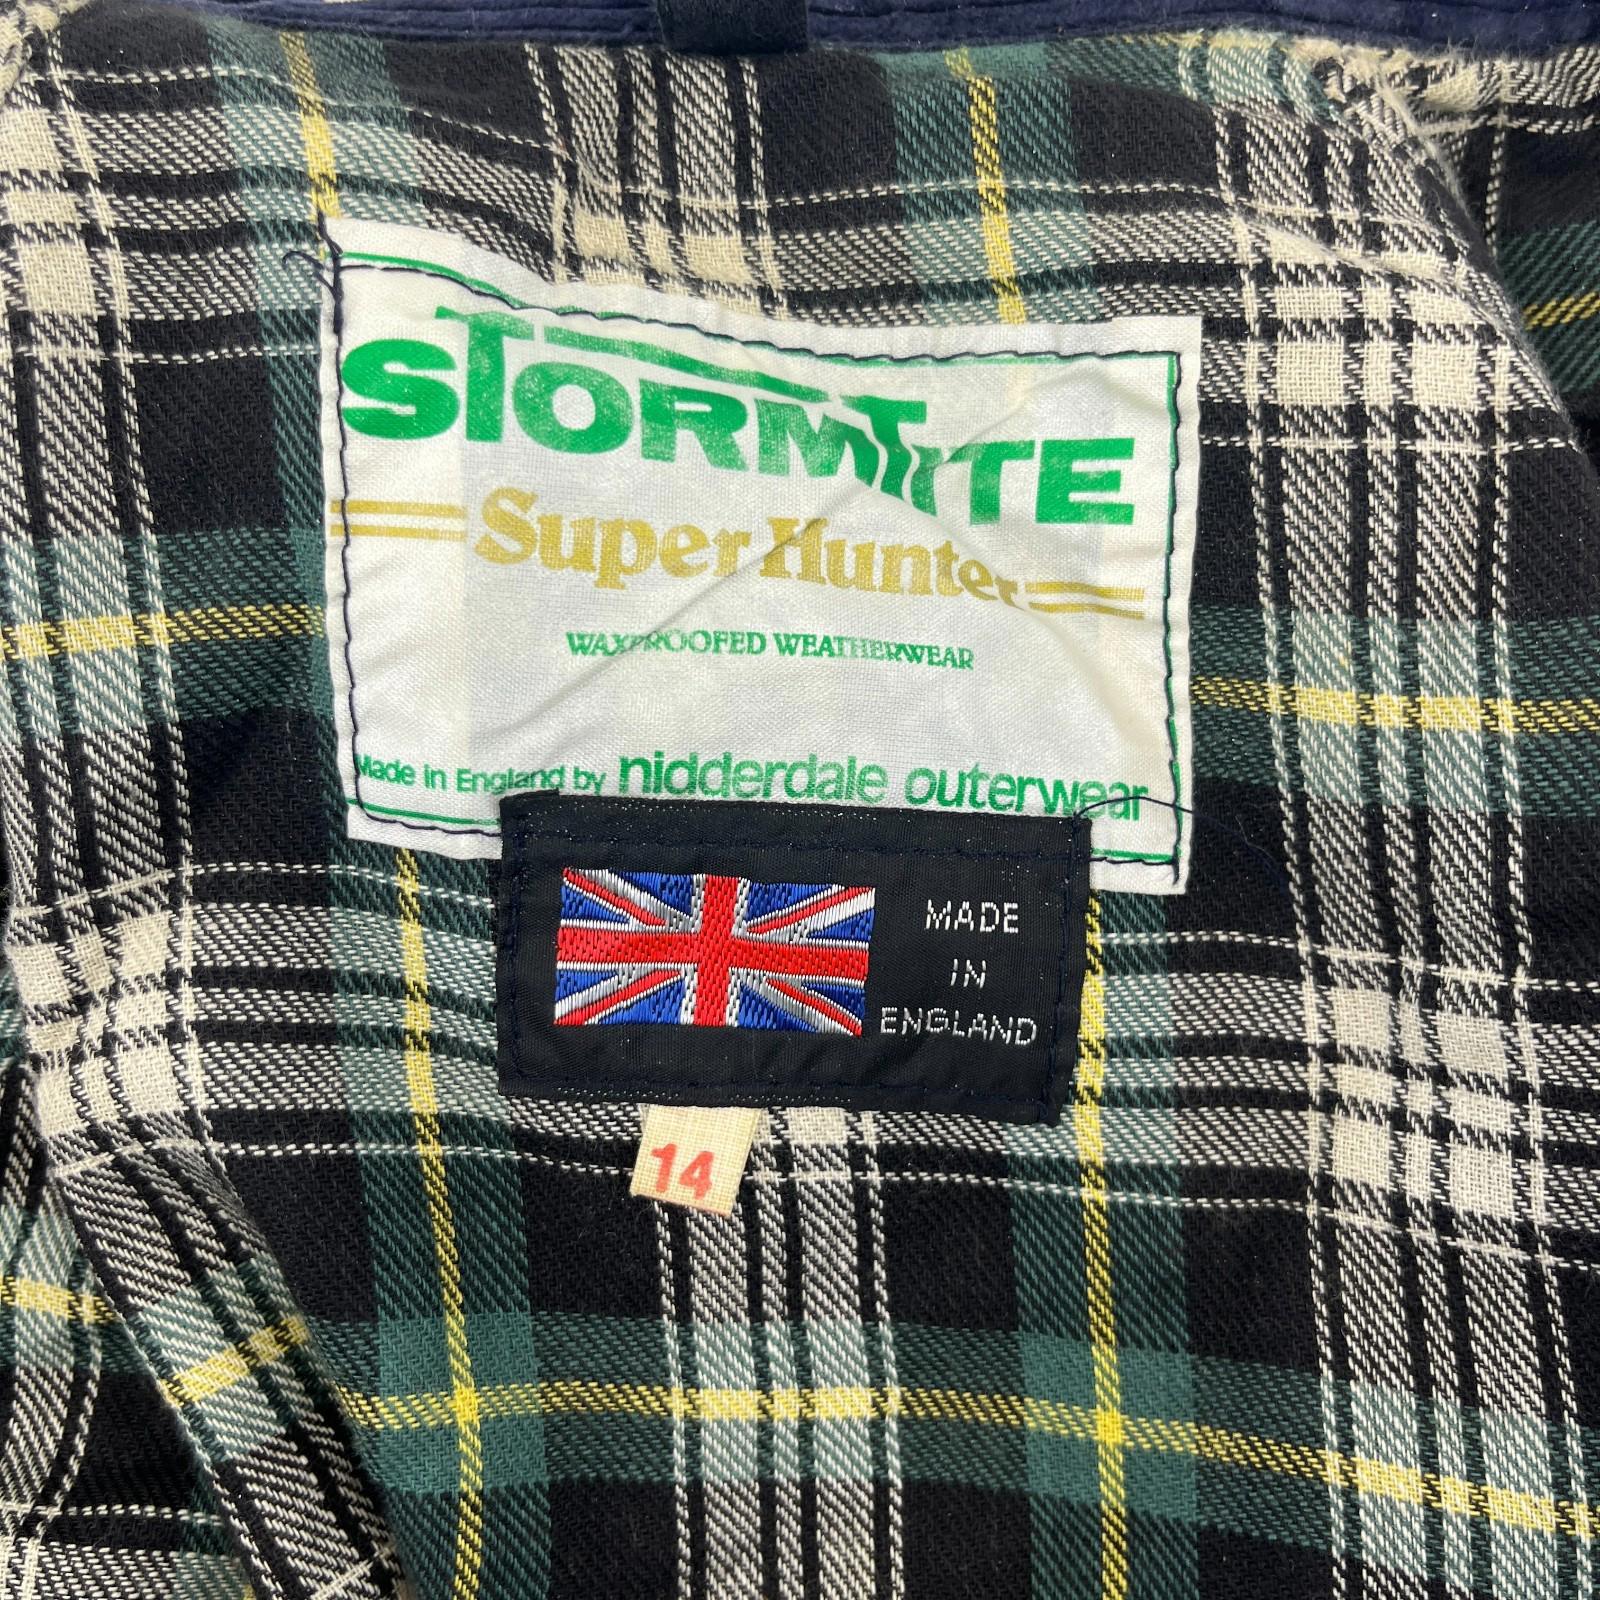 STORMTITE
Super Hunter
WAXPROOFED WEATHERWEAR
Made in England by nidderdale outerwear
MADE
IN
ENGLAND
14